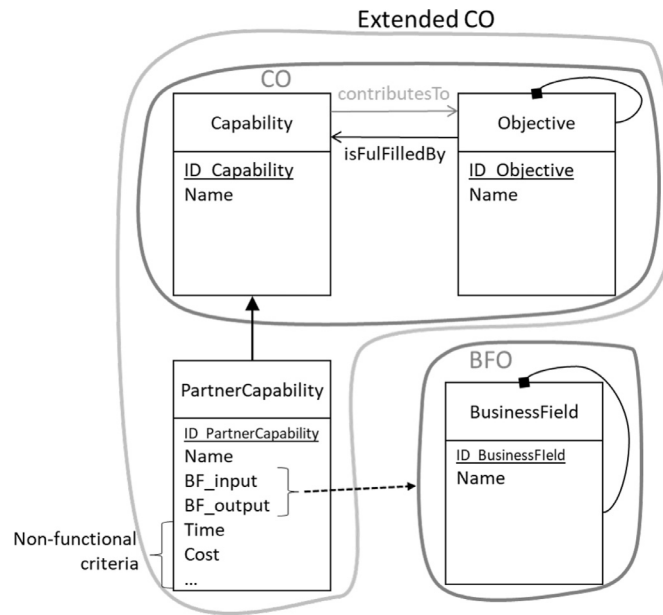 Extended CO
CO
contributesTo
Capability
Objective
isFulFilledBy
ID_Capability
Name
ID_Objective
Name
BFO
PartnerCapability
BusinessField
ID_PartnerCapability
Name
BF_input
BF_output
Time
Cost
...
ID_BusinessFIeld
Name
Non-functional
criteria